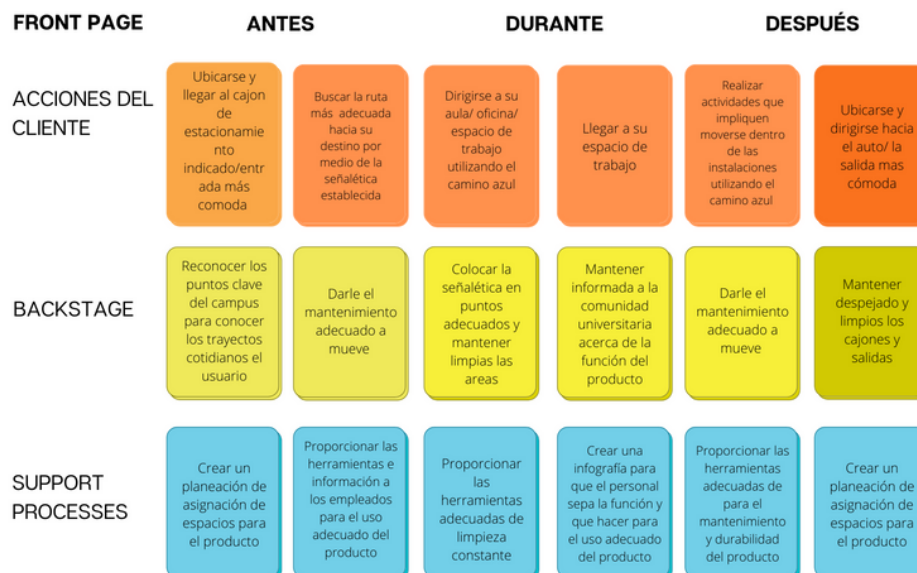 FRONT PAGE
ANTES
DURANTE
DESPUÉS
ACCIONES DEL
CLIENTE
Ubicarse y
llegar al cajon
de
estacionamie
nto
indicado/entr
ada más
comoda
Buscar la ruta
más adecuada
hacia su
destino por
medio de la
señalética
establecida
Dirigirse a su
aula/ oficina/
espacio de
trabajo
utilizando el
camino azul
Llegar a su
espacio de
trabajo
Realizar
actividades que
impliquen
moverse dentro
de las
instalaciones
utilizando el
camino azul
Ubicarse y
dirigirse hacia
el auto/ la
salida mas
cómoda
BACKSTAGE
Reconocer los
puntos clave
del campus
para conocer
los trayectos
cotidianos el
usuario
Darle el
mantenimiento
adecuado a
mueve
Colocar la
señalética en
puntos
adecuados y
mantener
limpias las
areas
Mantener
informada a la
comunidad
universitaria
acerca de la
función del
producto
Darle el
mantenimiento
adecuado a
mueve
Mantener
despejado y
limpios los
cajones y
salidas
SUPPORT
PROCESSES
Crear un
planeación de
asignación de
espacios para
el producto
Proporcionar las
herramientas e
información a
los empleados
para el uso
adecuado del
producto
Proporcionar
las
herramientas
adecuadas de
limpieza
constante
Crear una
infografía para
que el personal
sepa la función y
que hacer para
el uso adecuado
del producto
Proporcionar las
herramientas
adecuadas de
para el
mantenimiento
y durabilidad
del producto
Crear un
planeación de
asignación de
espacios para
el producto